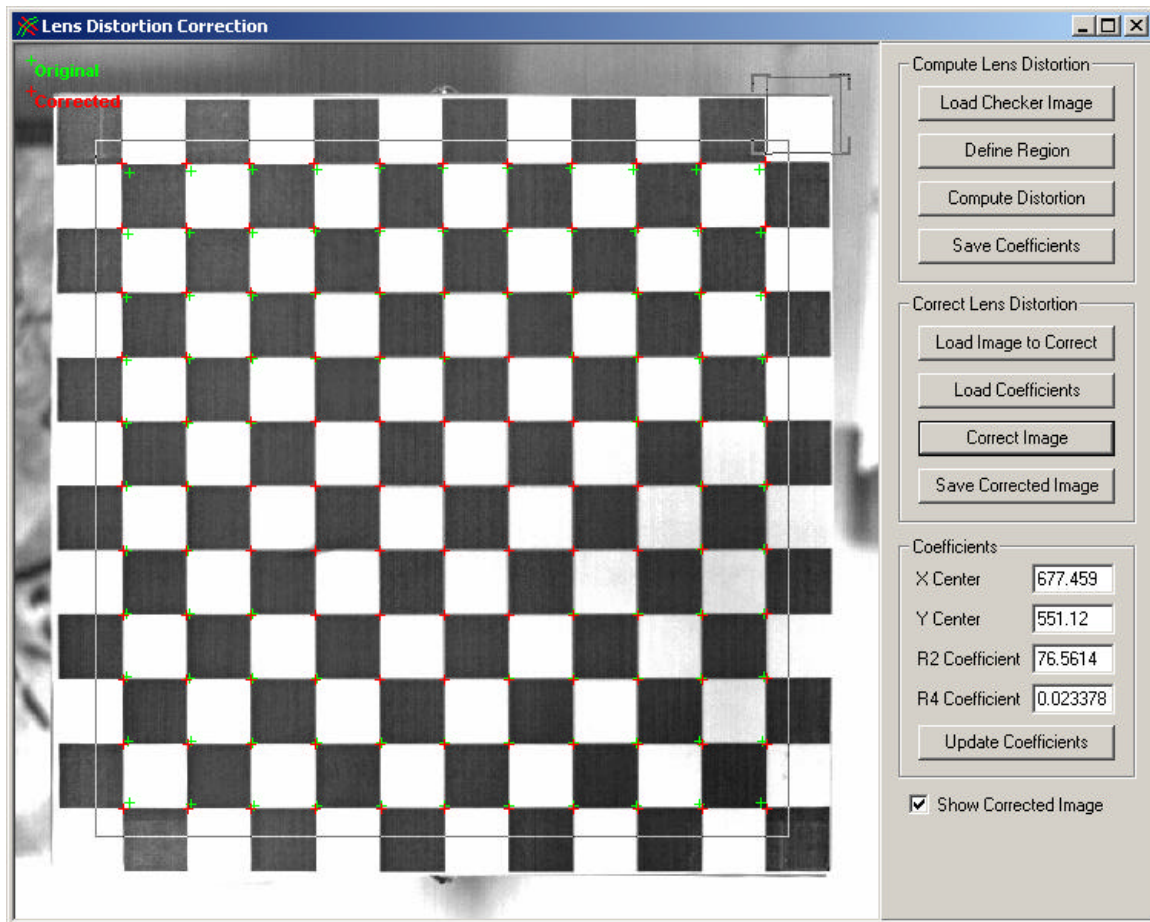 Lens Distortion Correction
Original
Corrected
Compute Lens Distortion
Load Checker Image
Define Region
Compute Distortion
Save Coefficients
Correct Lens Distortion
Load Image to Correct
Load Coefficients
Correct Image
Save Corrected Image
Coefficients
X Center 677.459
Y Center 551.12
R2 Coefficient 76.5614
R4 Coefficient 0.023378
Update Coefficients
Show Corrected Image